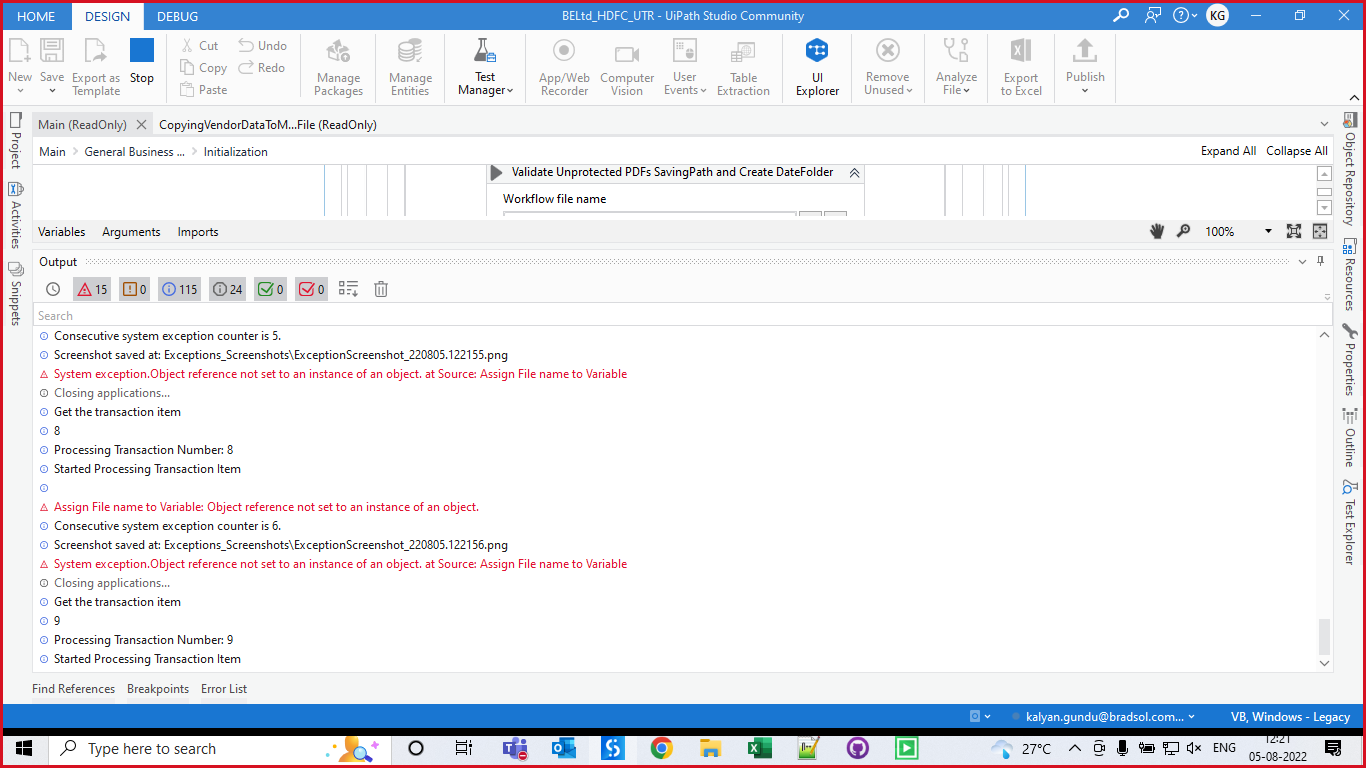 HOME DESIGN DEBUG BELtd_HDFC_UTR - UiPath Studio Community KG
New Save Export as Template Stop Cut Copy Paste Undo Redo Manage Packages Manage Entities Test Manager App/Web Recorder Computer Vision User Events Table Extraction UI Explorer Remove Unused Analyze File Export to Excel Publish
Main (ReadOnly) CopyingVendorDataToM...File (ReadOnly)
Main General Business ... Initialization Expand All Collapse All
Validate Unprotected PDFs SavingPath and Create DateFolder
Workflow file name
Variables Arguments Imports 100%
Output
15 0 115 24 0 0
Search
Consecutive system exception counter is 5.
Screenshot saved at: Exceptions_Screenshots\ExceptionScreenshot_220805.122155.png
System exception.Object reference not set to an instance of an object. at Source: Assign File name to Variable
Closing applications...
Get the transaction item
8
Processing Transaction Number: 8
Started Processing Transaction Item
Assign File name to Variable: Object reference not set to an instance of an object.
Consecutive system exception counter is 6.
Screenshot saved at: Exceptions_Screenshots\ExceptionScreenshot_220805.122156.png
System exception.Object reference not set to an instance of an object. at Source: Assign File name to Variable
Closing applications...
Get the transaction item
9
Processing Transaction Number: 9
Started Processing Transaction Item
Find References Breakpoints Error List
Project
Activities
Snippets
Object Repository
Resources
Properties
Outline
Test Explorer
kalyan.gundu@bradsol.com... VB, Windows - Legacy
Type here to search 27°C ENG 12:21
05-08-2022